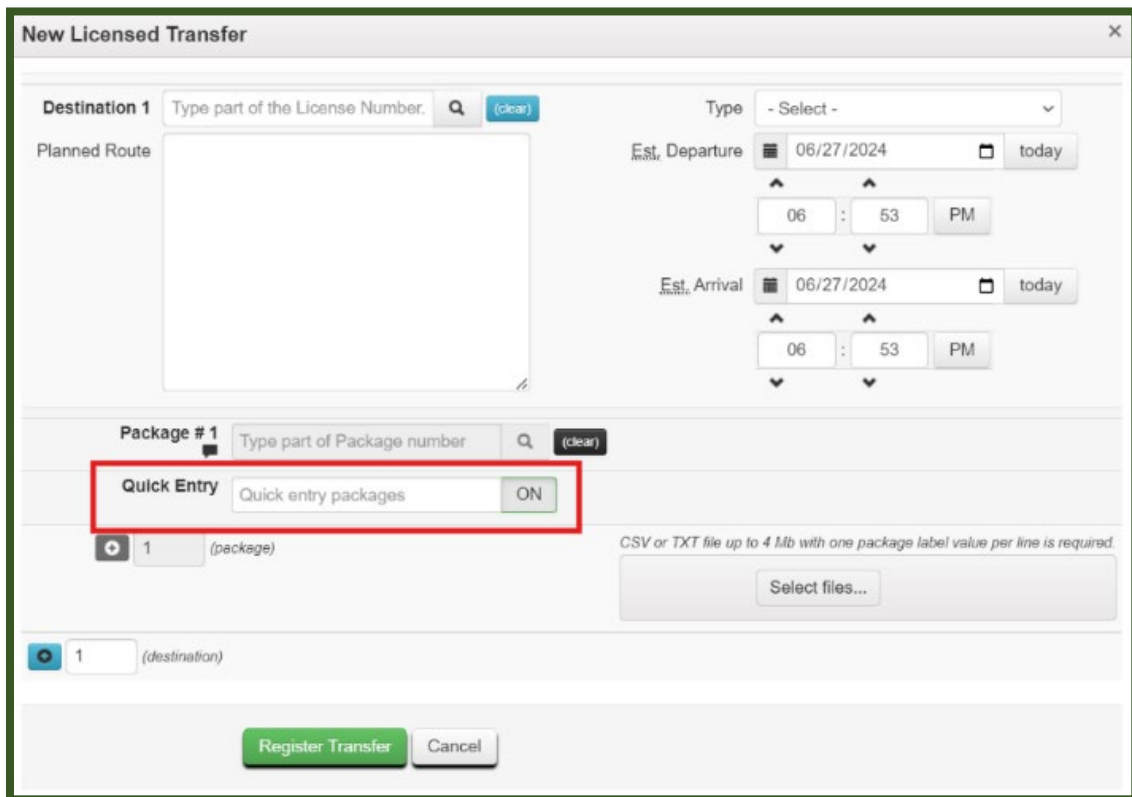 New Licensed Transfer ×
Destination 1 Type part of the License Number. (clear) Type - Select -
Planned Route Est. Departure 06/27/2024 today
06 : 53 PM
Est. Arrival 06/27/2024 today
06 : 53 PM
Package # 1 Type part of Package number (clear)
Quick Entry Quick entry packages ON
1 (package) CSV or TXT file up to 4 Mb with one package label value per line is required.
Select files...
1 (destination)
Register Transfer Cancel